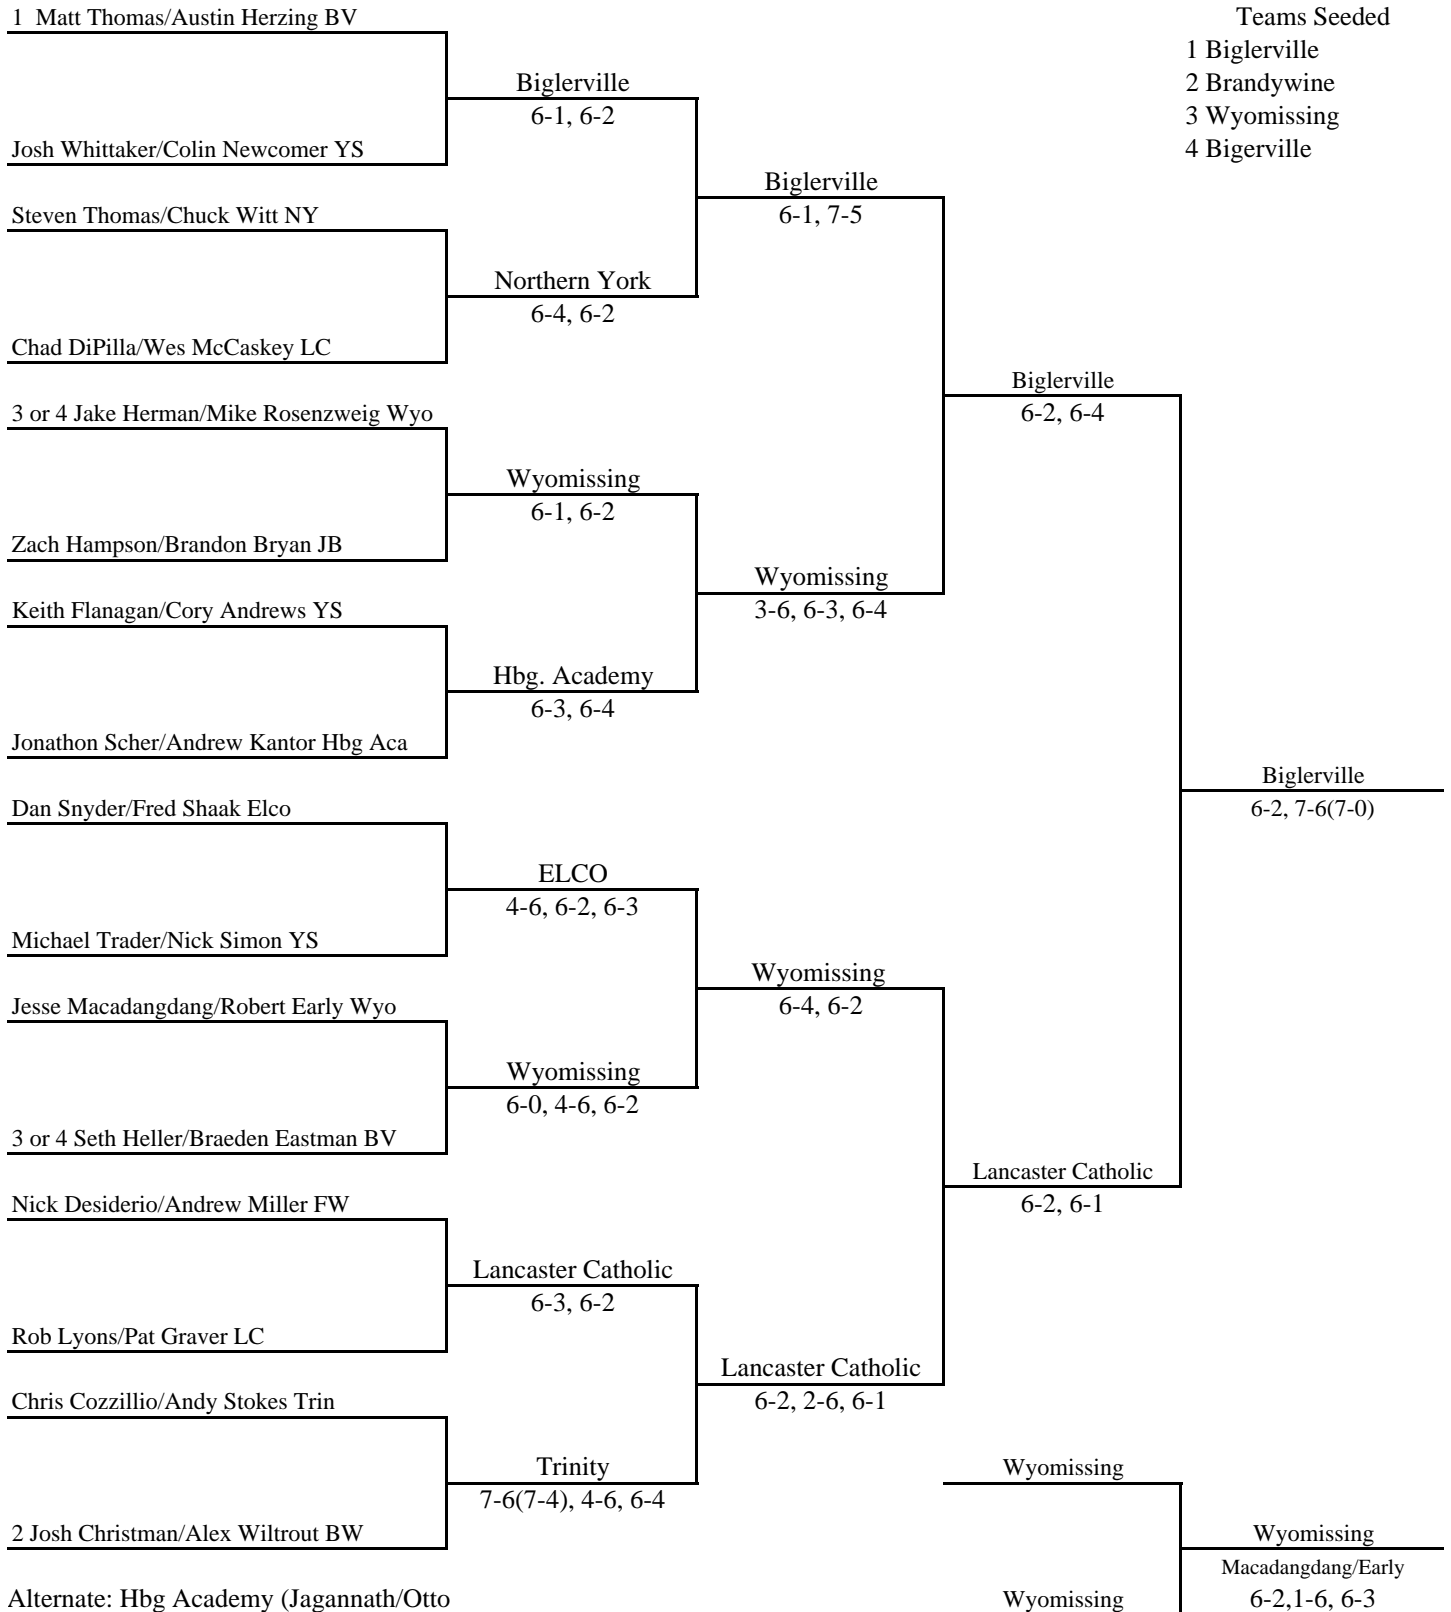 1  Matt Thomas/Austin Herzing BV
Teams Seeded
1 Biglerville
2 Brandywine
3 Wyomissing
4 Bigerville
Biglerville
6-1, 6-2
Josh Whittaker/Colin Newcomer YS
Biglerville
6-1, 7-5
Steven Thomas/Chuck Witt NY
Northern York
6-4, 6-2
Chad DiPilla/Wes McCaskey LC
Biglerville
6-2, 6-4
3 or 4 Jake Herman/Mike Rosenzweig Wyo
Wyomissing
6-1, 6-2
Zach Hampson/Brandon Bryan JB
Wyomissing
3-6, 6-3, 6-4
Keith Flanagan/Cory Andrews YS
Hbg. Academy
6-3, 6-4
Jonathon Scher/Andrew Kantor Hbg Aca
Biglerville
6-2, 7-6(7-0)
Dan Snyder/Fred Shaak Elco
ELCO
4-6, 6-2, 6-3
Michael Trader/Nick Simon YS
Wyomissing
6-4, 6-2
Jesse Macadangdang/Robert Early Wyo
Wyomissing
6-0, 4-6, 6-2
3 or 4 Seth Heller/Braeden Eastman BV
Lancaster Catholic
6-2, 6-1
Nick Desiderio/Andrew Miller FW
Lancaster Catholic
6-3, 6-2
Rob Lyons/Pat Graver LC
Lancaster Catholic
6-2, 2-6, 6-1
Chris Cozzillio/Andy Stokes Trin
Trinity
7-6(7-4), 4-6, 6-4
2 Josh Christman/Alex Wiltrout BW
Wyomissing
Wyomissing
Macadangdang/Early
6-2,1-6, 6-3
Alternate: Hbg Academy (Jagannath/Otto
Wyomissing